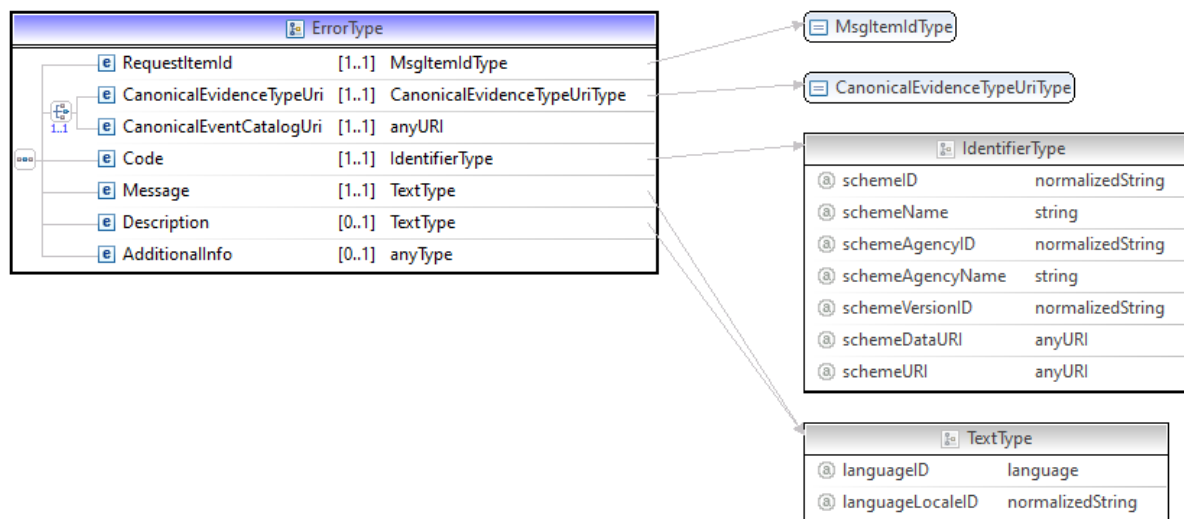 ErrorType
RequestItemId [1..1] MsgItemIdType
CanonicalEvidenceTypeUri [1..1] CanonicalEvidenceTypeUriType
1..1
CanonicalEventCatalogUri [1..1] anyURI
Code [1..1] IdentifierType
Message [1..1] TextType
Description [0..1] TextType
AdditionalInfo [0..1] anyType
MsgItemIdType
CanonicalEvidenceTypeUriType
IdentifierType
schemeID normalizedString
schemeName string
schemeAgencyID normalizedString
schemeAgencyName string
schemeVersionID normalizedString
schemeDataURI anyURI
schemeURI anyURI
TextType
languageID language
languageLocaleID normalizedString